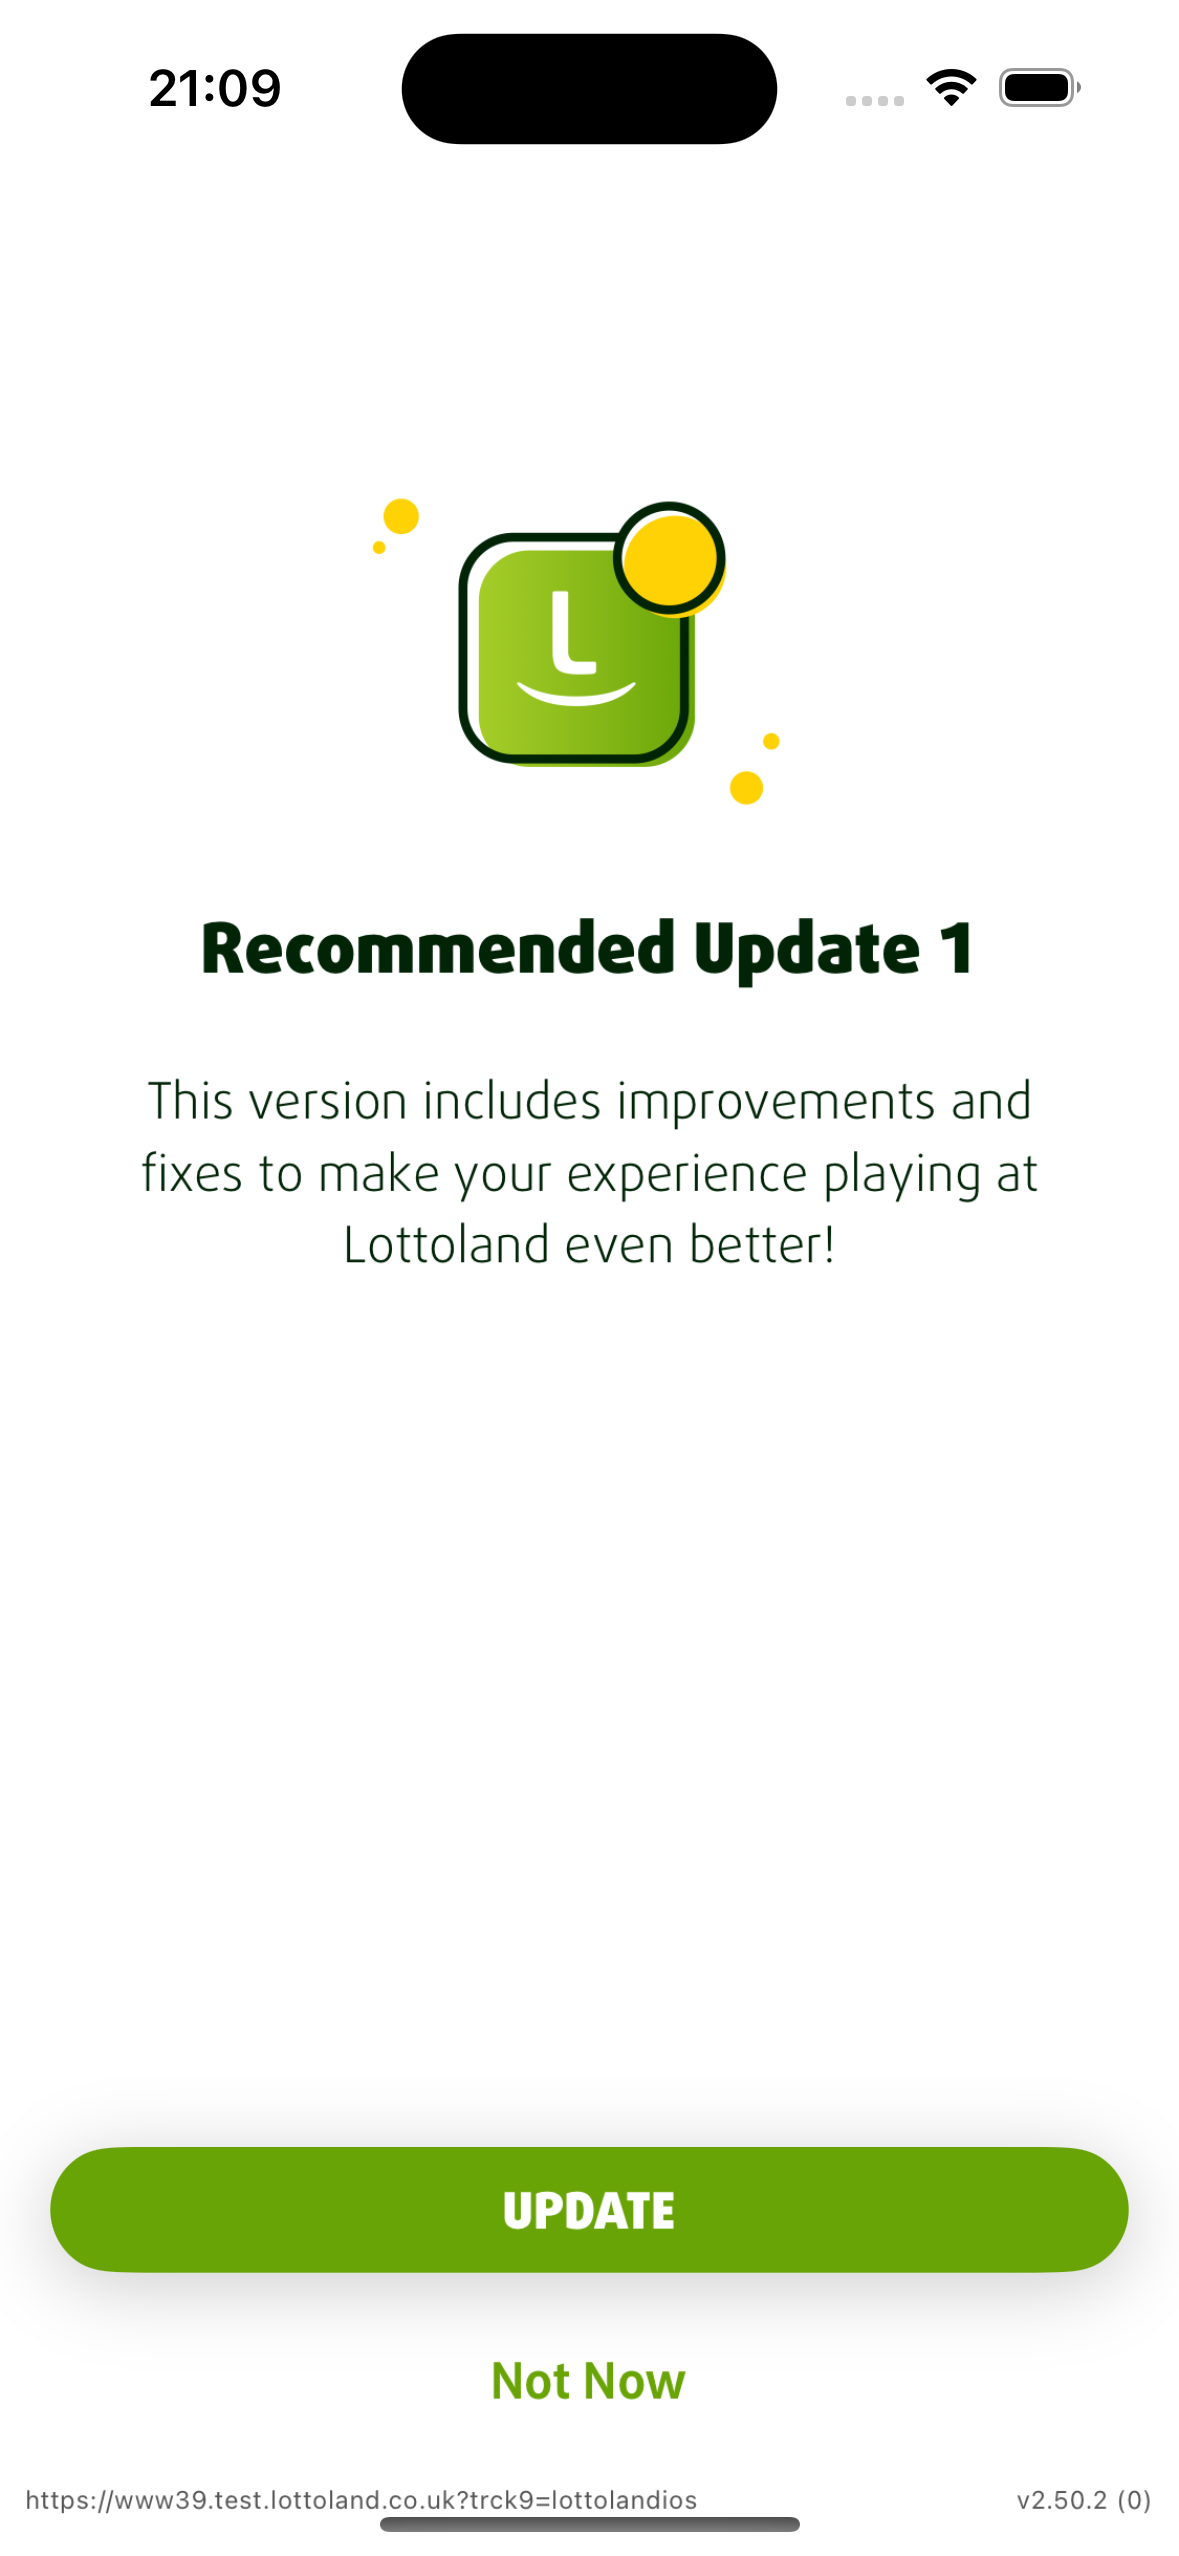 21:09
L
Recommended Update 1
This version includes improvements and
fixes to make your experience playing at
Lottoland even better!
UPDATE
Not Now
https://www39.test.lottoland.co.uk?trck9=lottolandios
v2.50.2 (0)